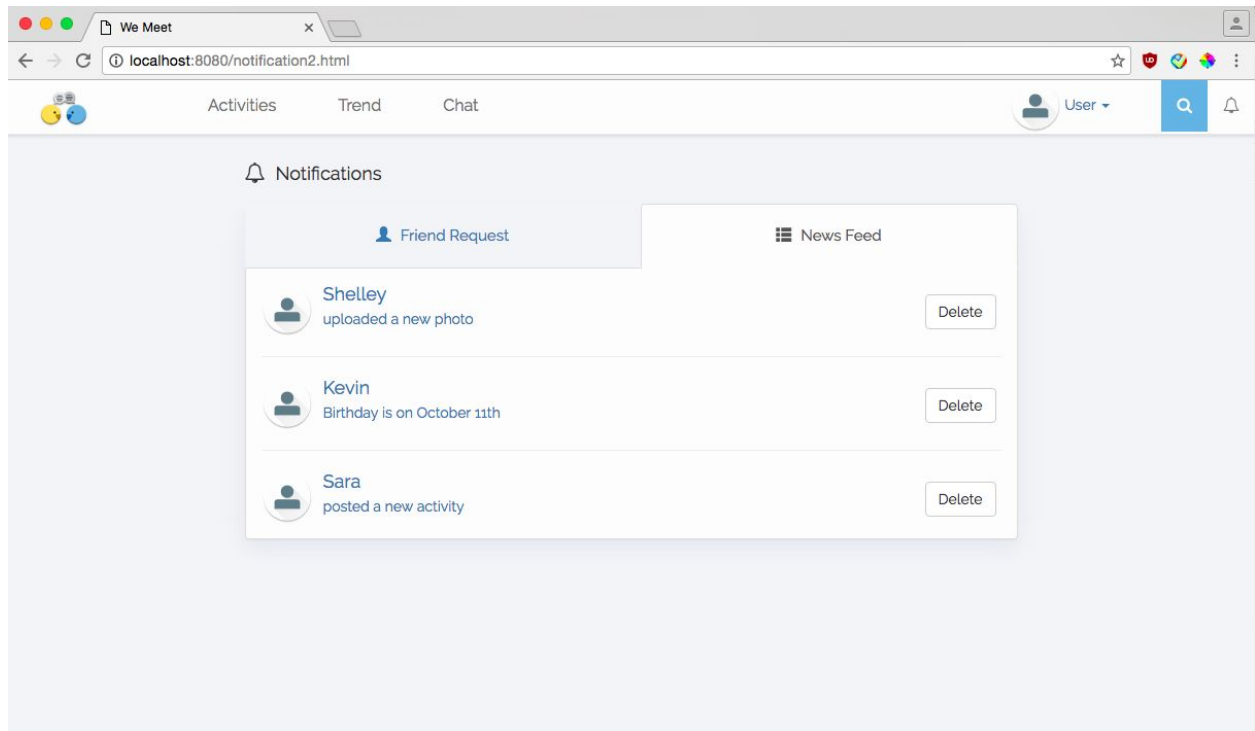 We Meet
localhost:8080/notification2.html
Activities Trend Chat User
Notifications
Friend Request News Feed
Shelley
uploaded a new photo
Delete
Kevin
Birthday is on October 11th
Delete
Sara
posted a new activity
Delete